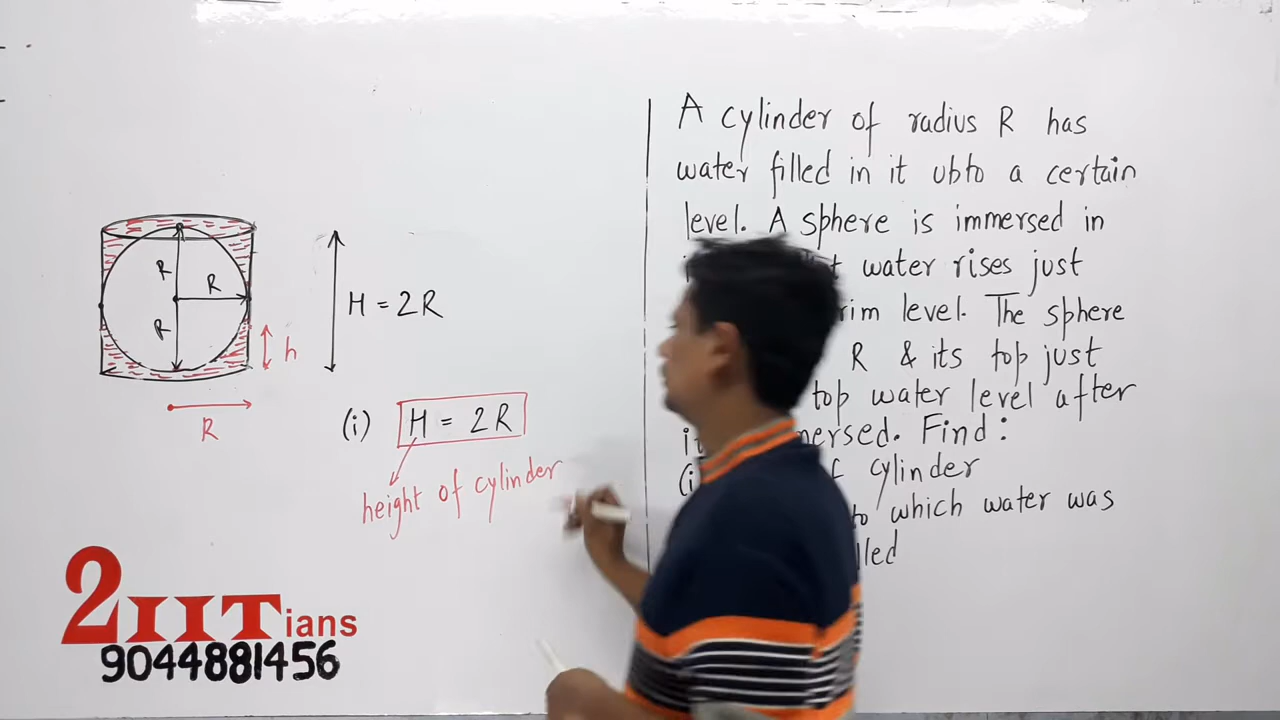 A cylinder of radius R has
water filled in it upto a certain
level. A sphere is immersed in
water rises just
rim level. The sphere
R & its top just
top water level after
mersed. Find:
(i) of cylinder
to which water was
lled
R
R
R
H = 2R
h
R
(i) H = 2R
height of cylinder
2IITians
9044881456